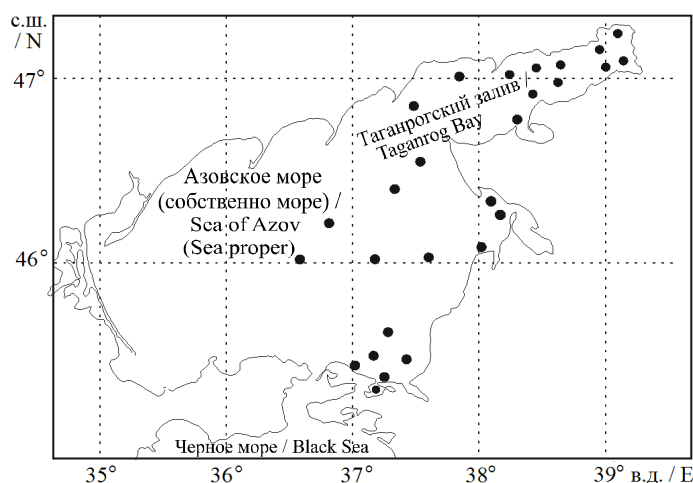 с.ш.
/ N
47°
Таганрогский залив
Taganrog Bay
Азовское море
(собственно море) /
Sea of Azov
(Sea proper)
46°
Черное море / Black Sea
35° 36° 37° 38° 39° в.д. / E